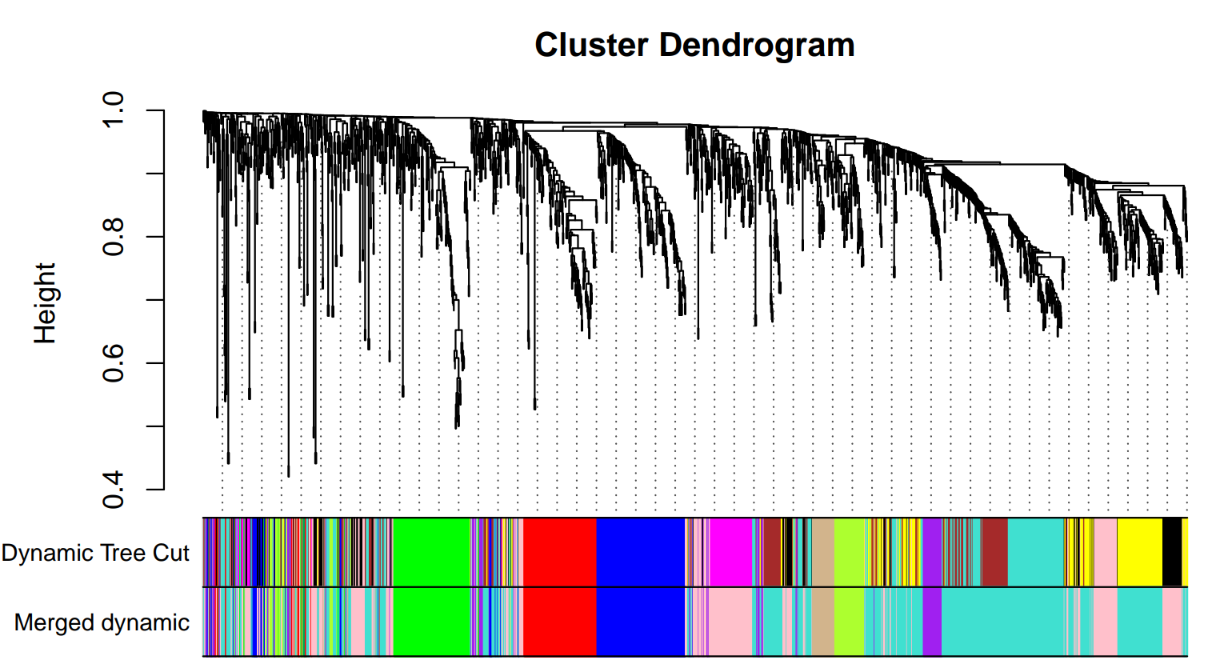 Cluster Dendrogram
Height
1.0
0.8
0.6
0.4
Dynamic Tree Cut
Merged dynamic